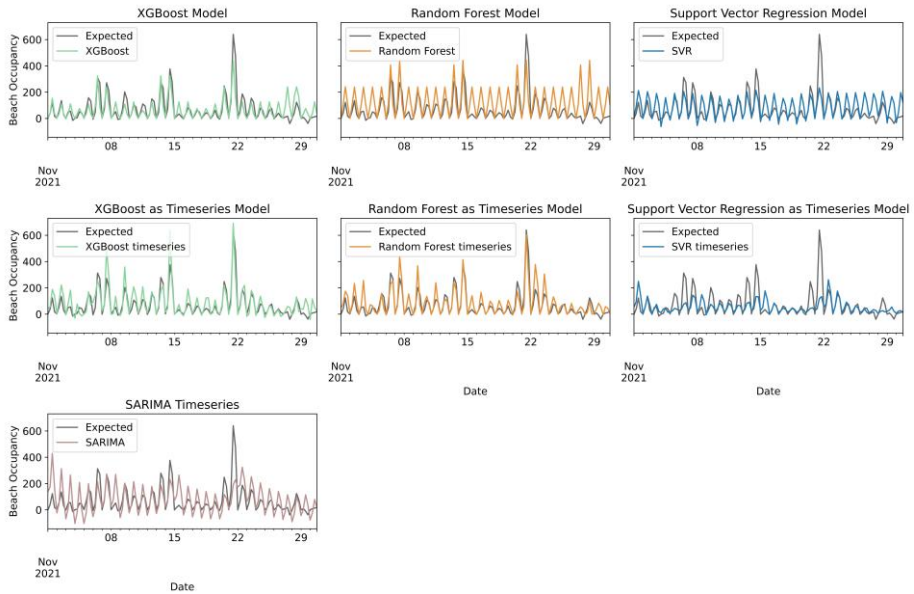 XGBoost Model
Random Forest Model
Support Vector Regression Model
Beach Occupancy
600
400
200
0
Expected
XGBoost
Expected
Random Forest
Expected
SVR
08
15
22
29
08
15
22
29
08
15
22
29
Nov
2021
Nov
2021
Nov
2021
XGBoost as Timeseries Model
Random Forest as Timeseries Model
Support Vector Regression as Timeseries Model
Beach Occupancy
600
400
200
0
Expected
XGBoost timeseries
Expected
Random Forest timeseries
Expected
SVR timeseries
08
15
22
29
08
15
22
29
08
15
22
29
Nov
2021
Nov
2021
Nov
2021
Date
Date
SARIMA Timeseries
Beach Occupancy
600
400
200
0
Expected
SARIMA
08
15
22
29
Nov
2021
Date